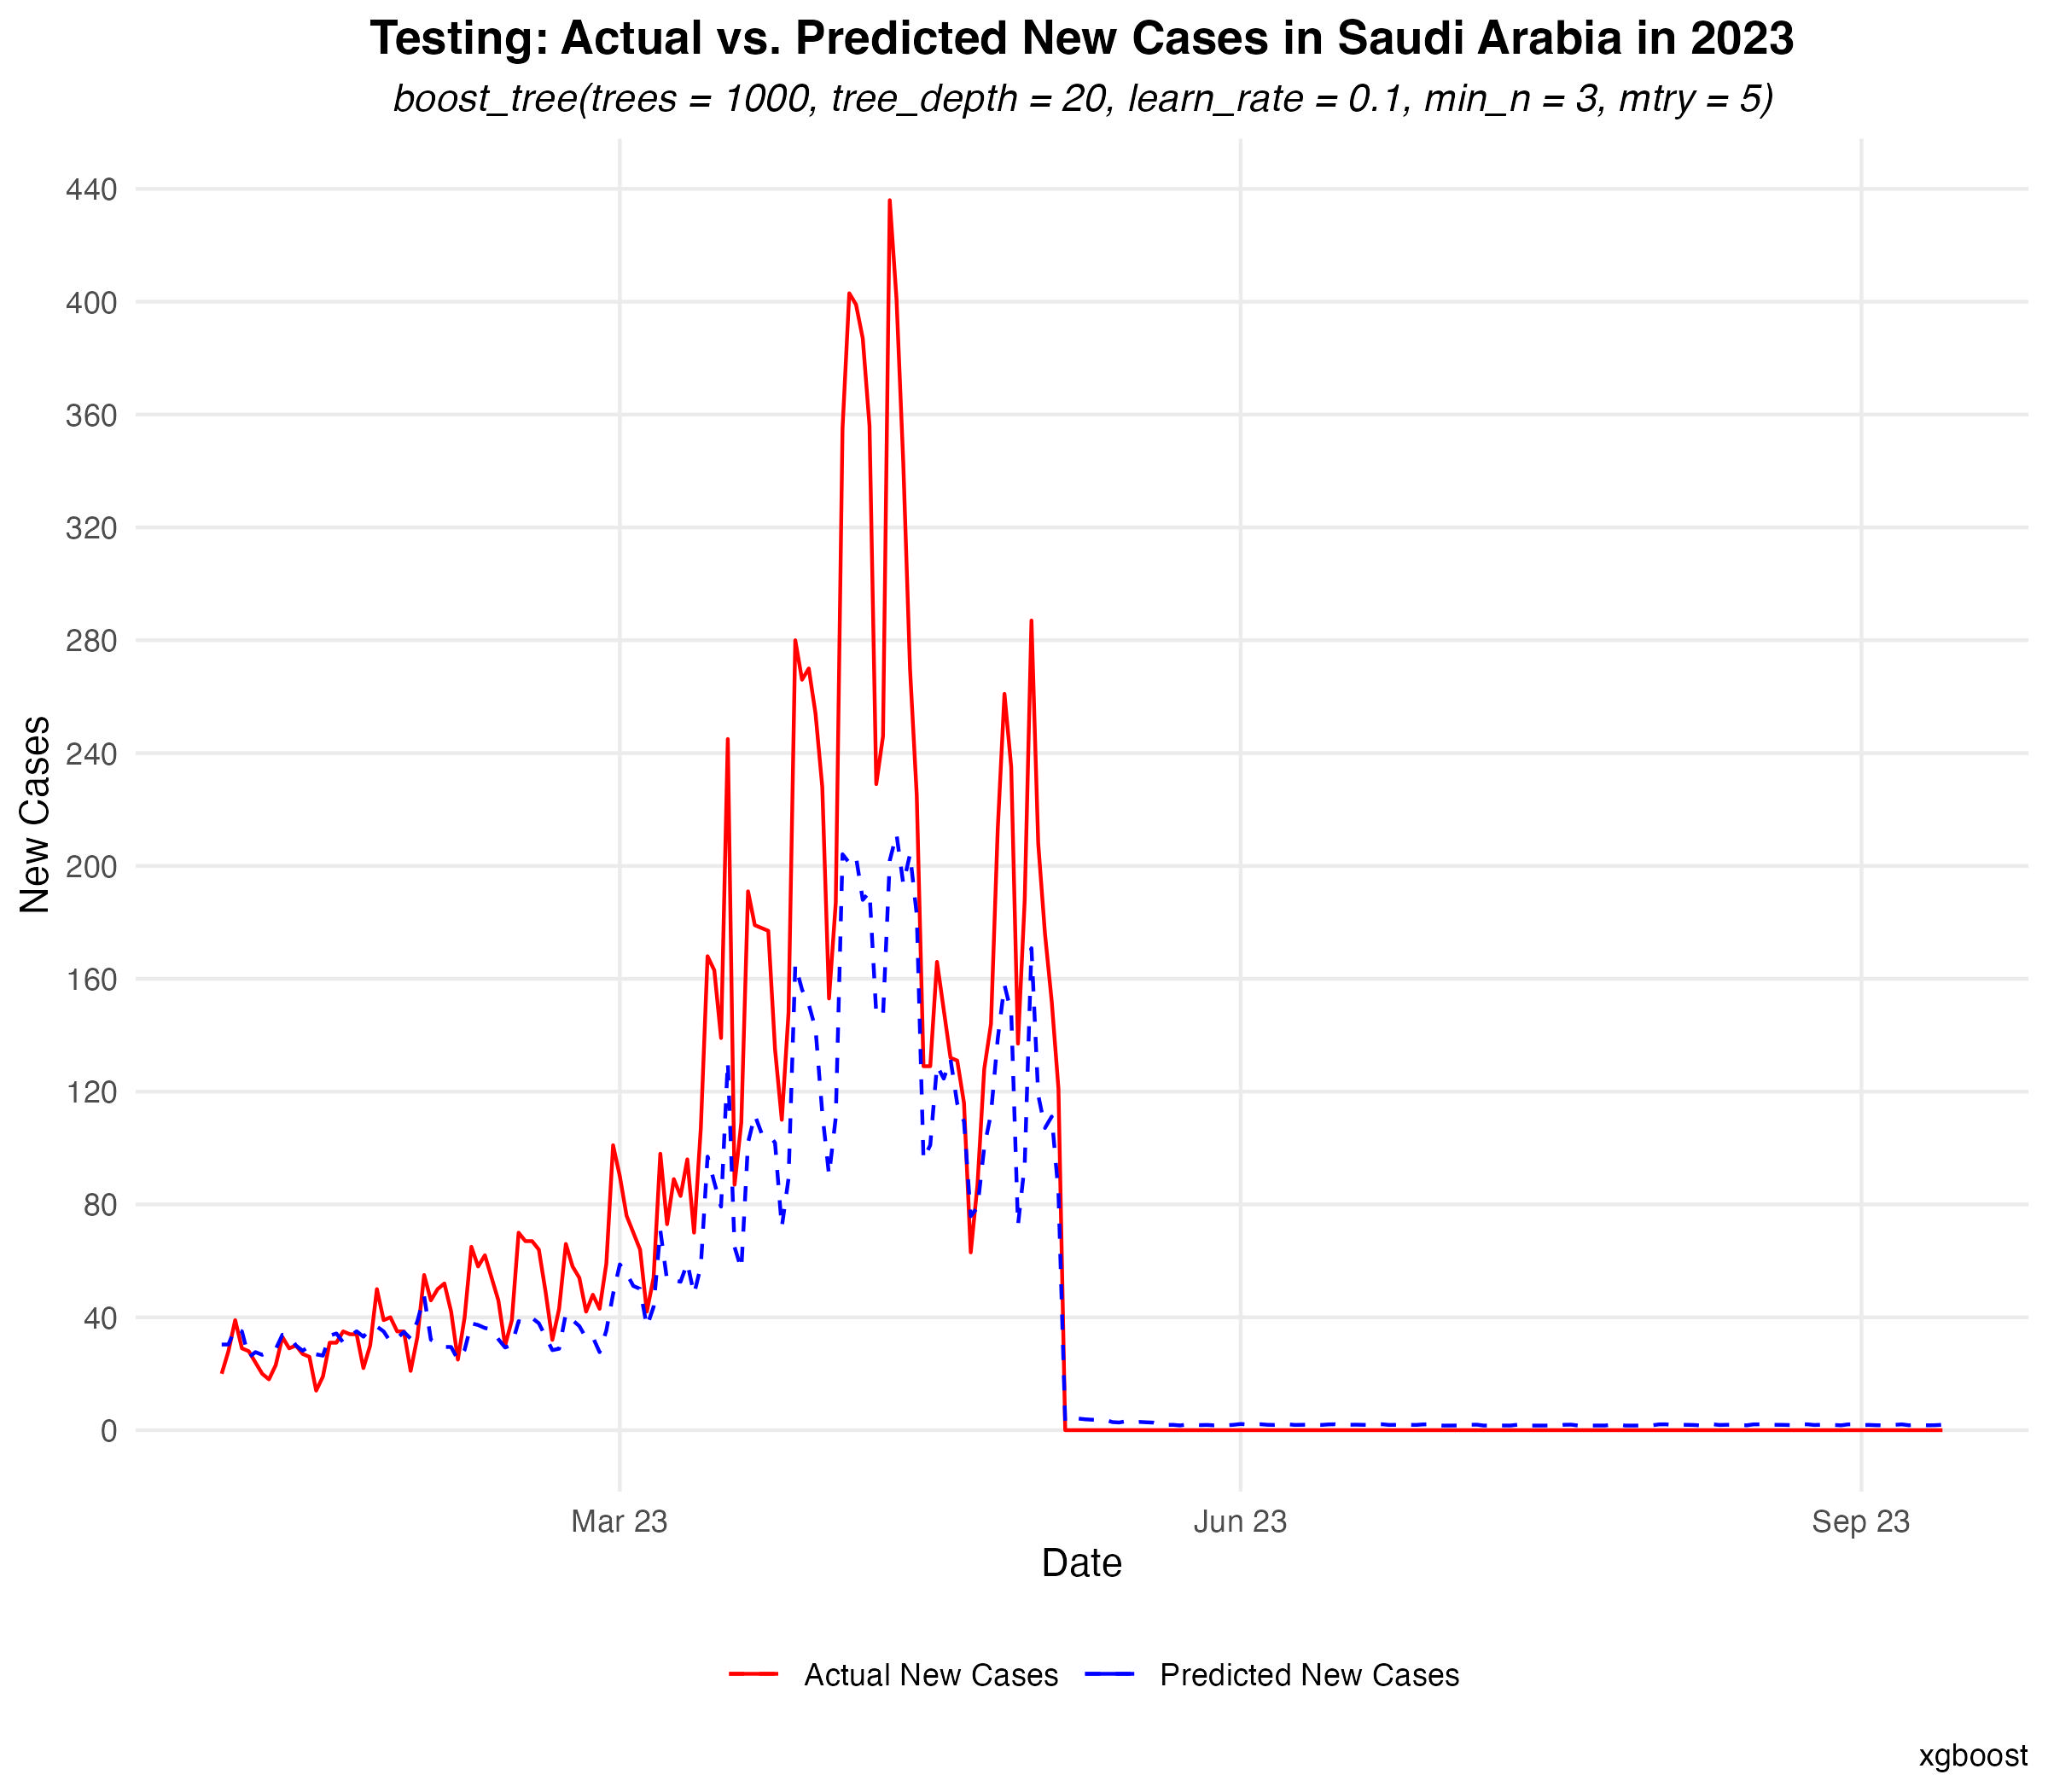 Testing: Actual vs. Predicted New Cases in Saudi Arabia in 2023
boost_tree(trees = 1000, tree_depth = 20, learn_rate = 0.1, min_n = 3, mtry = 5)
New Cases
440
400
360
320
280
240
200
160
120
80
40
0
Mar 23 Jun 23 Sep 23
Date
Actual New Cases Predicted New Cases
xgboost